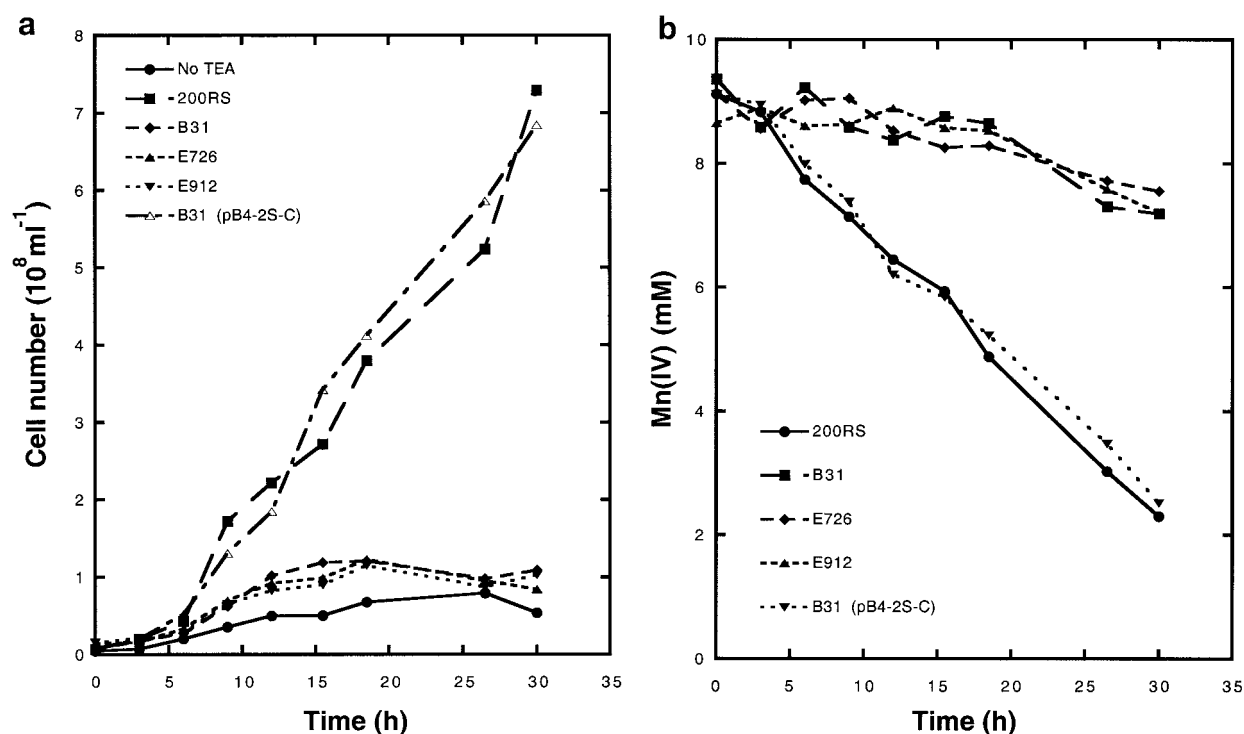 a
Cell number (10⁸ ml⁻¹)
8
7
6
5
4
3
2
1
0
No TEA
200RS
B31
E726
E912
B31 (pB4-2S-C)
0 5 10 15 20 25 30 35
Time (h)
b
Mn(IV) (mM)
10
8
6
4
2
0
200RS
B31
E726
E912
B31 (pB4-2S-C)
0 5 10 15 20 25 30 35
Time (h)